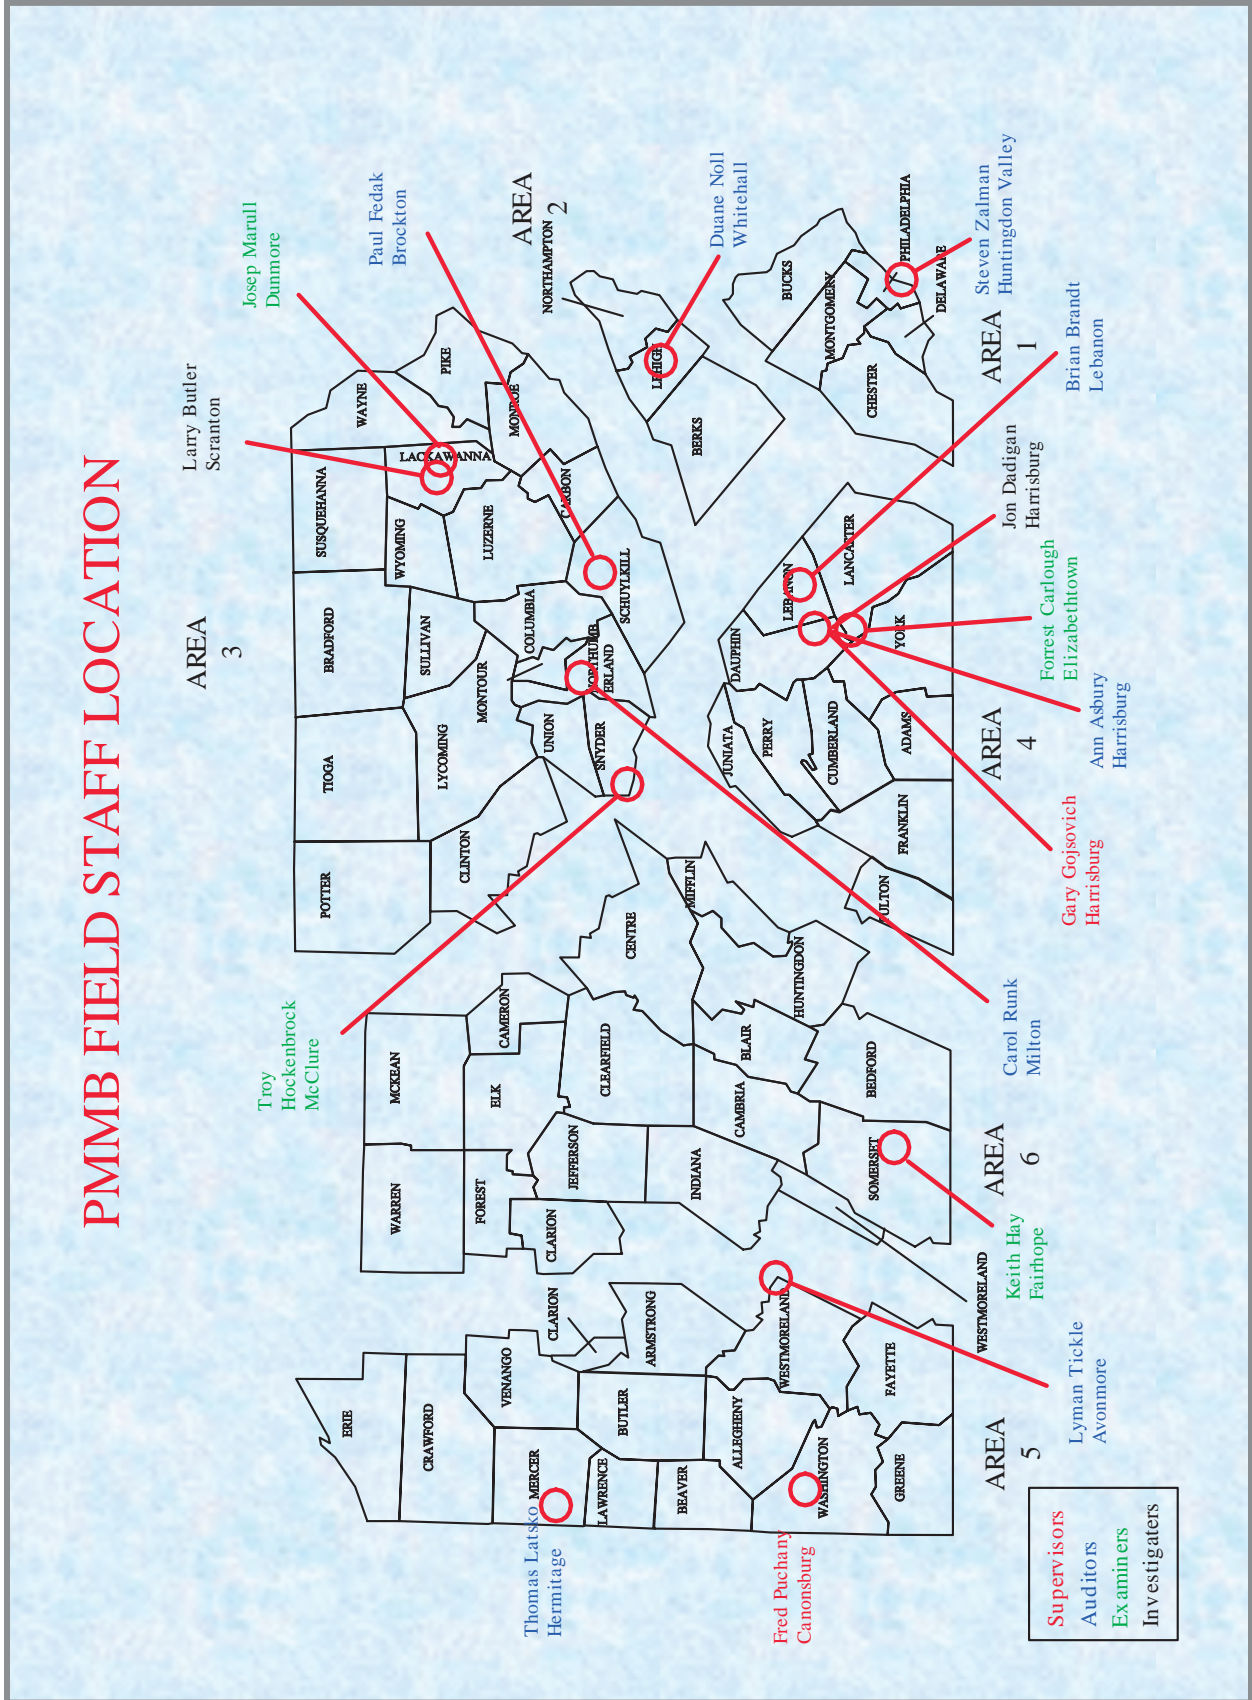 PMMB FIELD STAFF LOCATION
Thomas Latsko
Hermitage
Fred Puchany
Canonsburg
Lyman Tickle
Avonmore
Keith Hay
Fairhope
Troy
Hockenbrock
McClure
Carol Runk
Milton
Gary Gojsovich
Harrisburg
Ann Asbury
Harrisburg
Forrest Carlough
Elizabethtown
Jon Dadigan
Harrisburg
Brian Brandt
Lebanon
Larry Butler
Scranton
Josep Marull
Dunmore
Paul Fedak
Brockton
Duane Noll
Whitehall
Steven Zalman
Huntingdon Valley
AREA
5
ERIE
CRAWFORD
MERCER
VENANGO
CLARION
LAWRENCE
BUTLER
ARMSTRONG
BEAVER
ALLEGHENY
WESTMORELAND
WASHINGTON
GREENE
FAYETTE
AREA
6
WARREN
MCKEAN
FOREST
ELK
CAMERON
CLARION
JEFFERSON
CLEARFIELD
CENTRE
INDIANA
CAMBRIA
BLAIR
HUNTINGDON
MIFFLIN
SOMERSET
BEDFORD
WESTMORELAND
AREA
3
POTTER
TIOGA
BRADFORD
SUSQUEHANNA
WAYNE
CLINTON
LYCOMING
SULLIVAN
WYOMING
LACKAWANNA
PIKE
MONTOUR
LUZERNE
MONROE
UNION
COLUMBIA
CARBON
SNYDER
NORTHUMB
ERLAND
SCHUYLKILL
AREA
4
JUNIATA
DAUPHIN
PERRY
LEBANON
CUMBERLAND
LANCASTER
FULTON
FRANKLIN
ADAMS
YORK
AREA
2
NORTHAMPTON
LEHIGH
BERKS
AREA
1
BUCKS
MONTGOMERY
CHESTER
PHILADELPHIA
DELAWARE
Supervisors
Auditors
Examiners
Investigaters